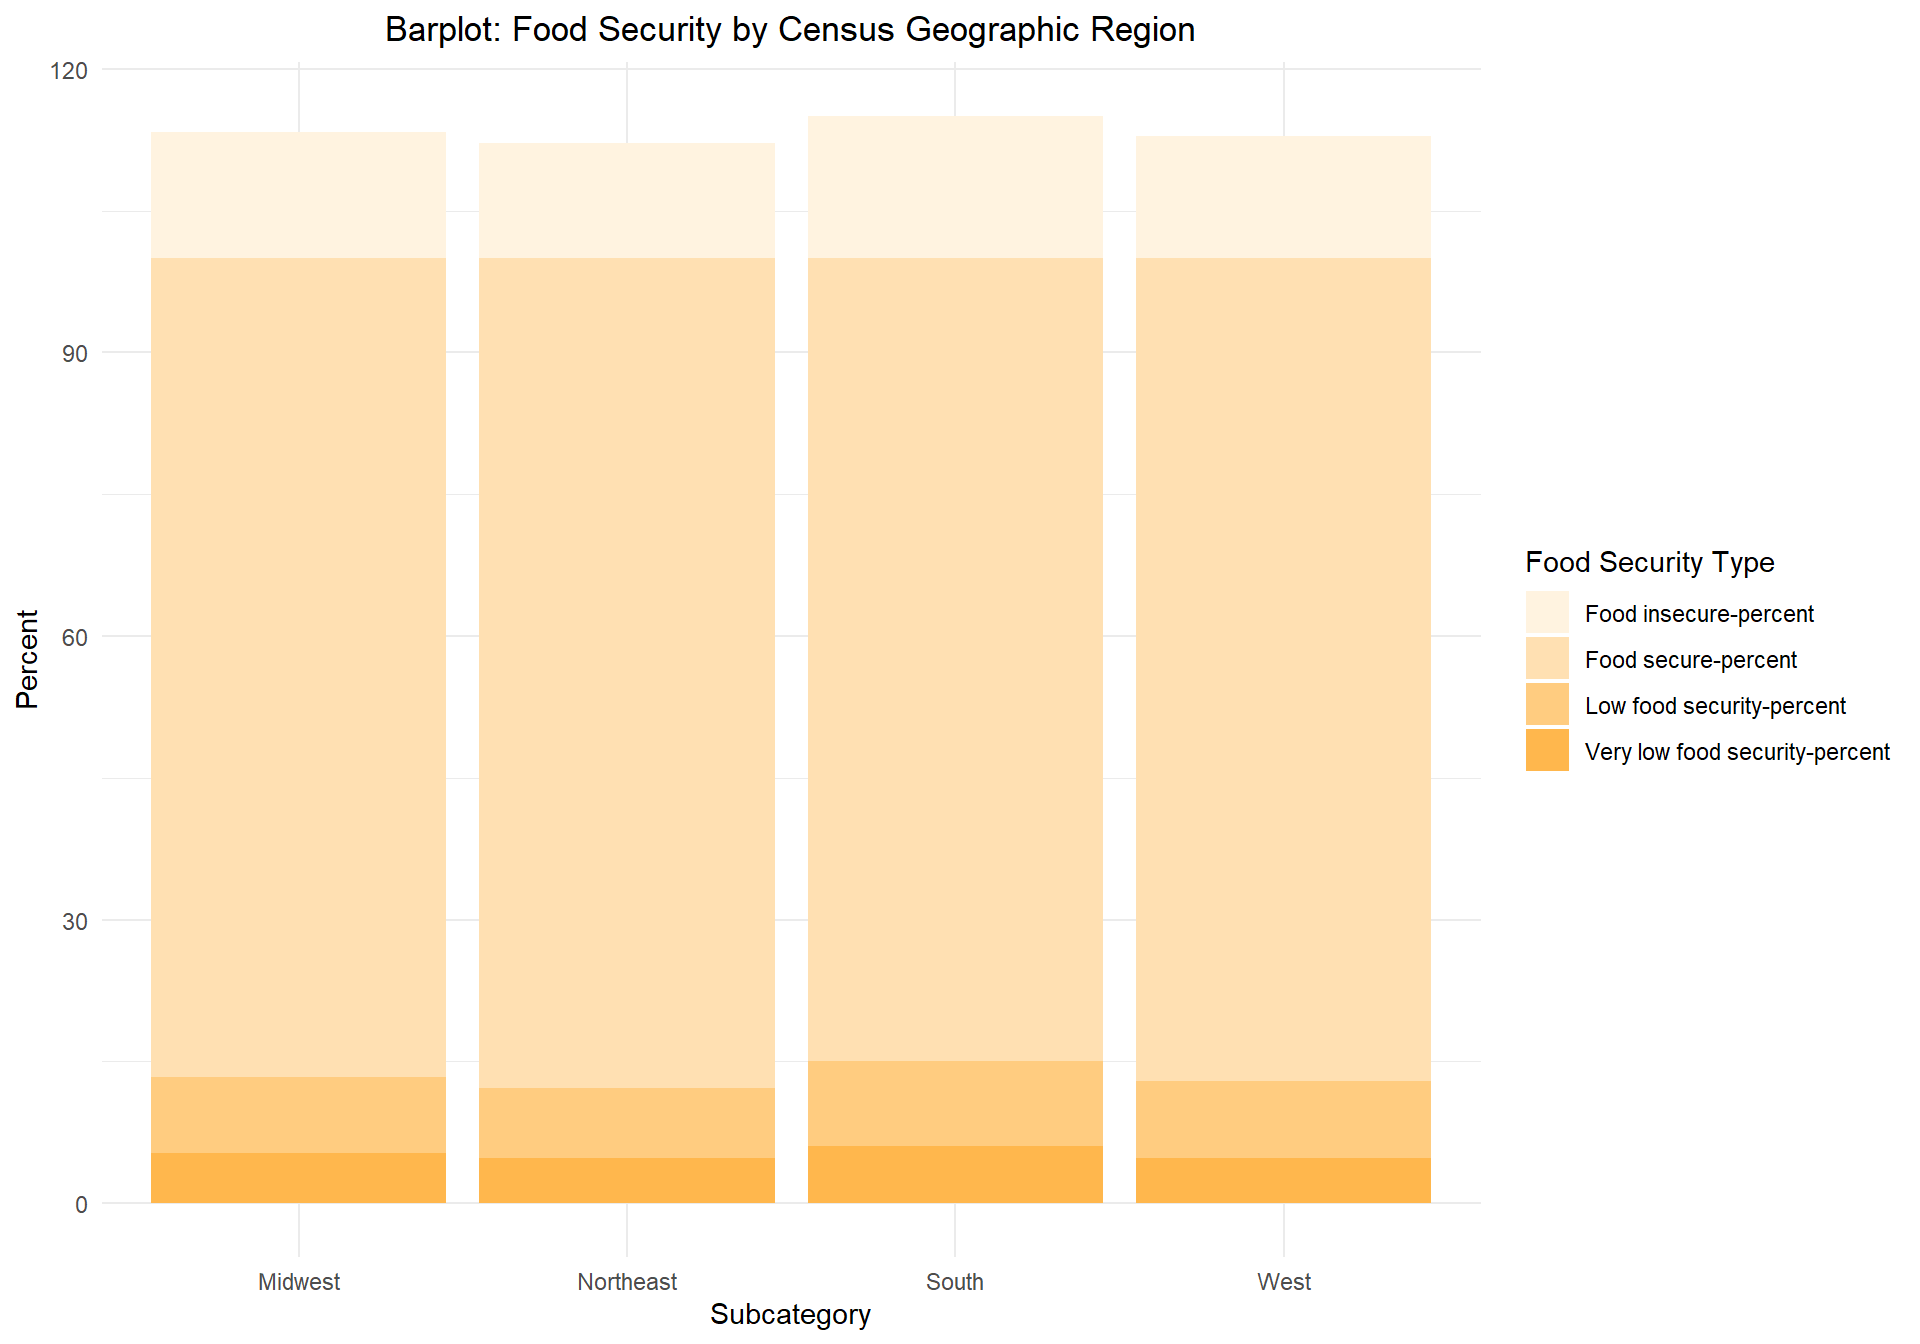 Barplot: Food Security by Census Geographic Region
120
90
60
30
0
Percent
Midwest
Northeast
South
West
Subcategory
Food Security Type
Food insecure-percent
Food secure-percent
Low food security-percent
Very low food security-percent